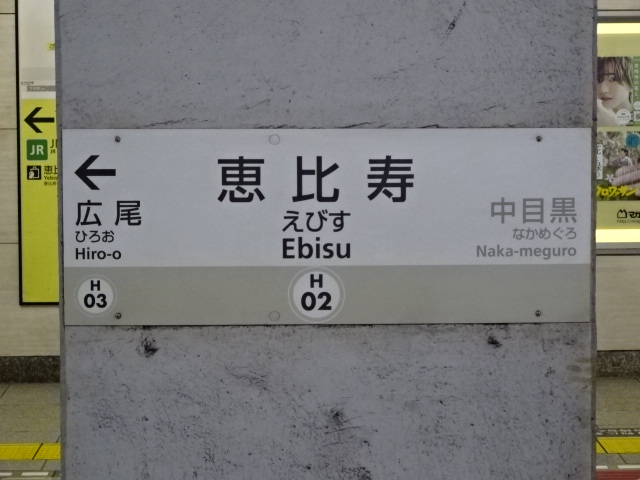 恵比寿
えびす
Ebisu
H
02
広尾
ひろお
Hiro-o
H
03
中目黒
なかめぐろ
Naka-meguro
JR